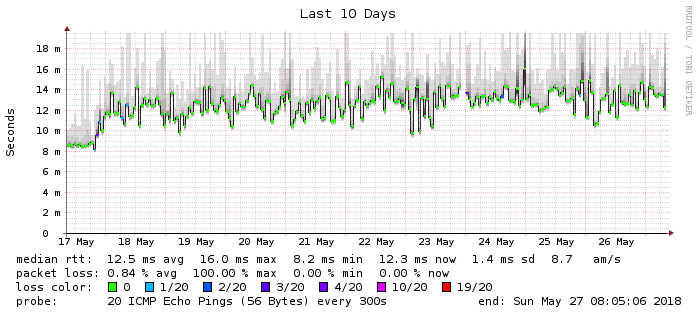 Last 10 Days
RRDTOOL / TOBI OETIKER
Seconds
18 m
16 m
14 m
12 m
10 m
8 m
6 m
4 m
2 m
0
17 May 18 May 19 May 20 May 21 May 22 May 23 May 24 May 25 May 26 May
median rtt: 12.5 ms avg 16.0 ms max 8.2 ms min 12.3 ms now 1.4 ms sd 8.7 am/s
packet loss: 0.84 % avg 100.00 % max 0.00 % min 0.00 % now
loss color: 0 1/20 2/20 3/20 4/20 10/20 19/20
probe: 20 ICMP Echo Pings (56 Bytes) every 300s end: Sun May 27 08:05:06 2018